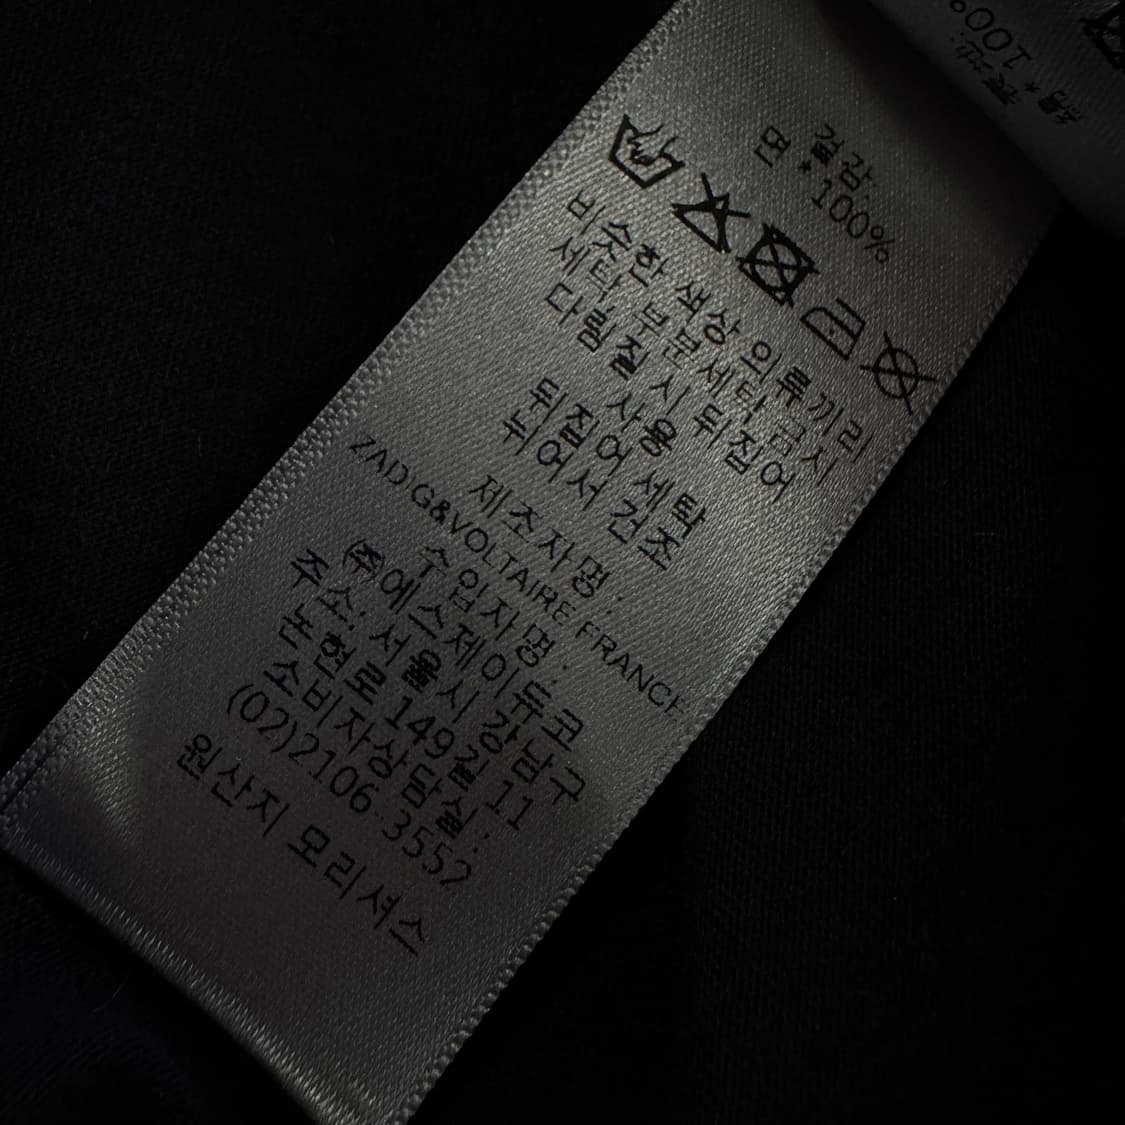 겉감:
면 * 100%
비슷한 색상 의류끼리
세탁,부분세탁금시
다림질 시 뒤집어
사용
뒤집어 세탁
뉘어서 건조
제조자명 :
ZADIG&VOLTAIRE FRANCE
수입자명 :
㈜에스제이듀코
주소: 서울시 강남구
논현로 149길 11
소비자상담실 :
(02)2106-3552
원산지 모리셔스
100%